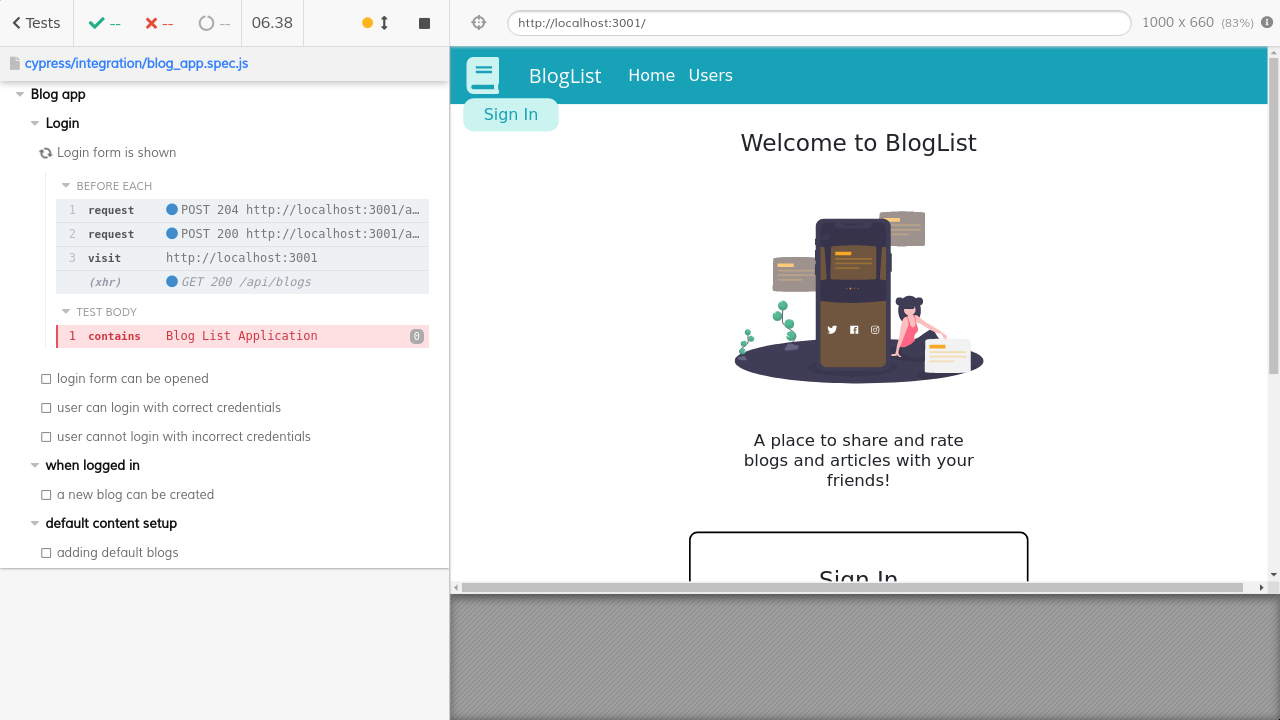 Tests -- -- -- 06.38
cypress/integration/blog_app.spec.js
Blog app
Login
Login form is shown
BEFORE EACH
1 request POST 204 http://localhost:3001/a…
2 request POST 200 http://localhost:3001/a…
3 visit http://localhost:3001
(xhr) GET 200 /api/blogs
TEST BODY
1 contains Blog List Application 0
login form can be opened
user can login with correct credentials
user cannot login with incorrect credentials
when logged in
a new blog can be created
default content setup
adding default blogs
http://localhost:3001/ 1000 x 660 (83%)
BlogList Home Users
Sign In
Welcome to BlogList
A place to share and rate
blogs and articles with your
friends!
Sign In